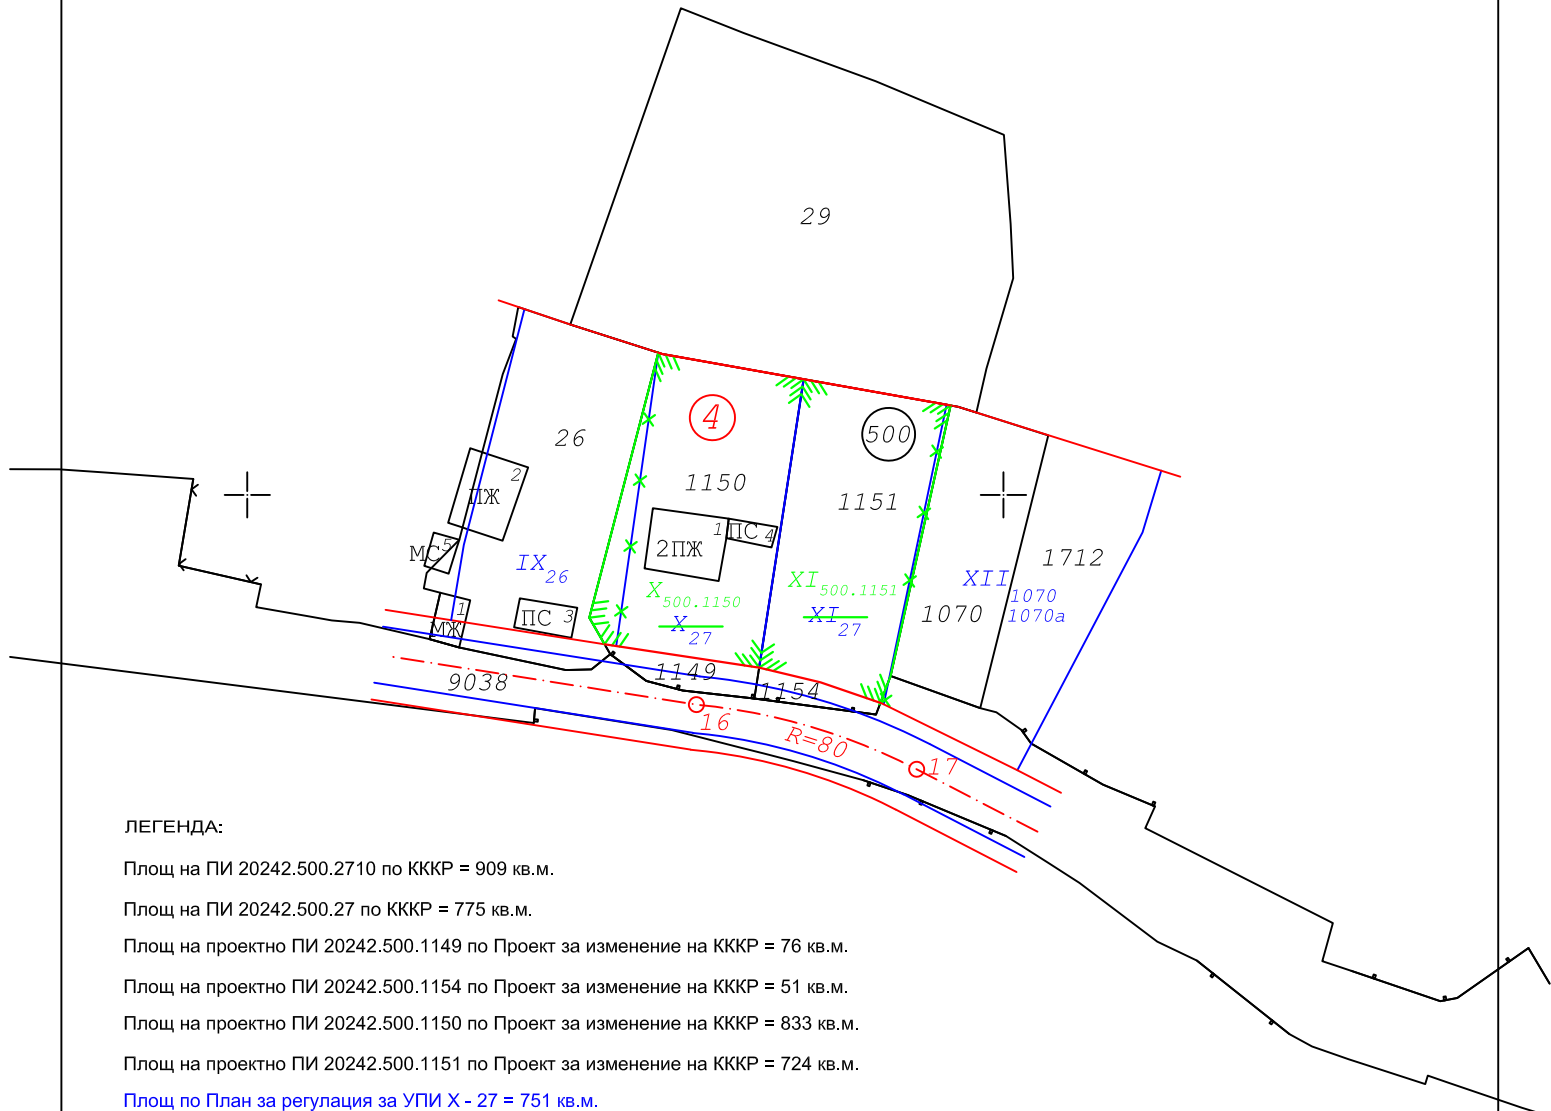 29
26
4
500
1150
1151
2
ПЖ
1
ПС 4
2ПЖ
МС 5
IX 26
X 500.1150
X 27
XI 500.1151
XI 27
XII 1070
1070а
1712
1070
1
МЖ
ПС 3
1149
1154
9038
16
R=80
17
ЛЕГЕНДА:
Площ на ПИ 20242.500.2710 по КККР = 909 кв.м.
Площ на ПИ 20242.500.27 по КККР = 775 кв.м.
Площ на проектно ПИ 20242.500.1149 по Проект за изменение на КККР = 76 кв.м.
Площ на проектно ПИ 20242.500.1154 по Проект за изменение на КККР = 51 кв.м.
Площ на проектно ПИ 20242.500.1150 по Проект за изменение на КККР = 833 кв.м.
Площ на проектно ПИ 20242.500.1151 по Проект за изменение на КККР = 724 кв.м.
Площ по План за регулация за УПИ X - 27 = 751 кв.м.